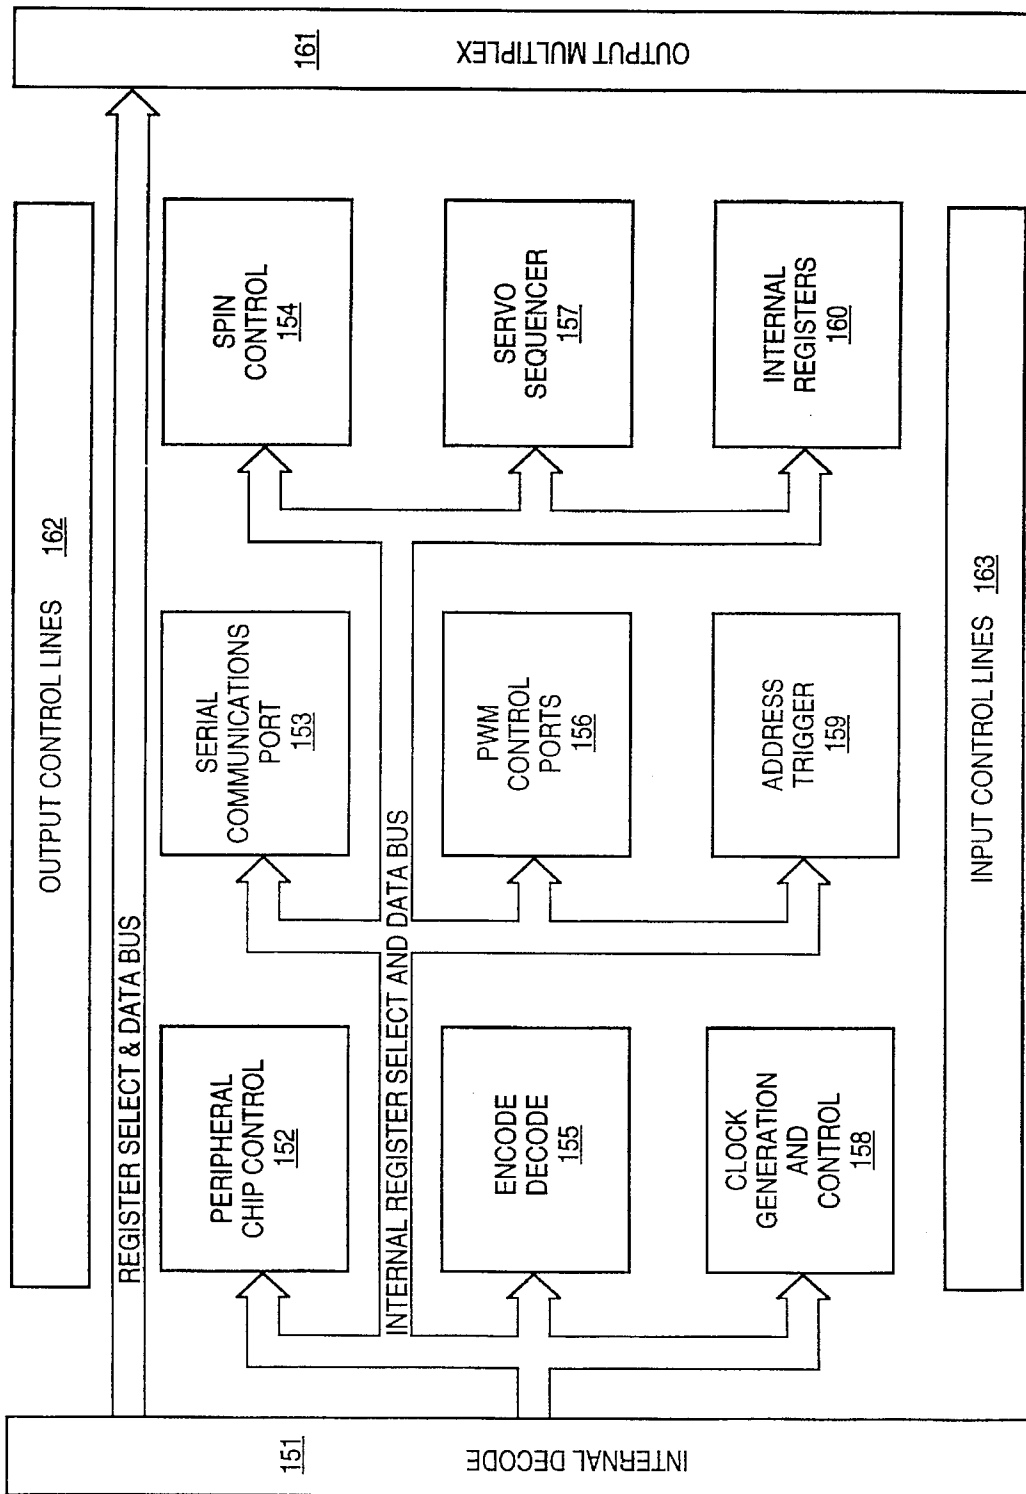 OUTPUT CONTROL LINES 162
REGISTER SELECT & DATA BUS
INTERNAL DECODE
151
PERIPHERAL
CHIP CONTROL
152
SERIAL
COMMUNICATIONS
PORT
153
SPIN
CONTROL
154
INTERNAL REGISTER SELECT AND DATA BUS
ENCODE
DECODE
155
PWM
CONTROL
PORTS
156
SERVO
SEQUENCER
157
CLOCK
GENERATION
AND
CONTROL
158
ADDRESS
TRIGGER
159
INTERNAL
REGISTERS
160
OUTPUT MULTIPLEX
161
INPUT CONTROL LINES 163